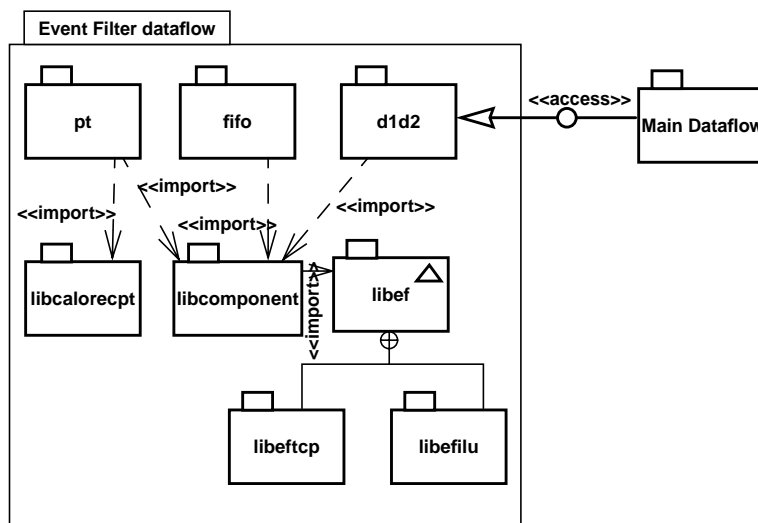 Event Filter dataflow
pt
fifo
d1d2
<<access>>
Main Dataflow
<<import>>
<<import>>
<<import>>
<<import>>
libcalorecpt
libcomponent
<<import>>
libef
libeftcp
libefilu